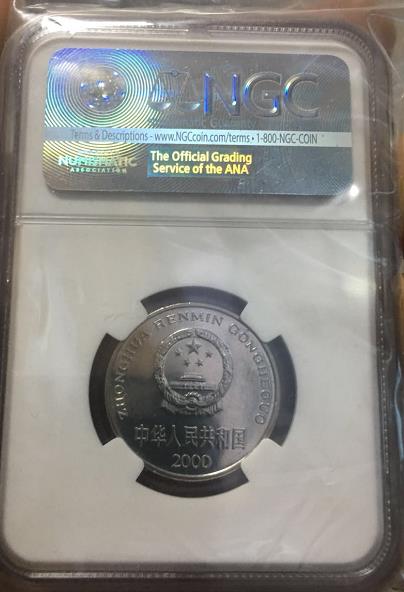 NGC
Terms & Descriptions - www.NGCcoin.com/terms • 1-800-NGC-COIN
NUMISMATIC
ASSOCIATION
The Official Grading
Service of the ANA
ZHONGHUA RENMIN GONGHEGUO
中华人民共和国
2000